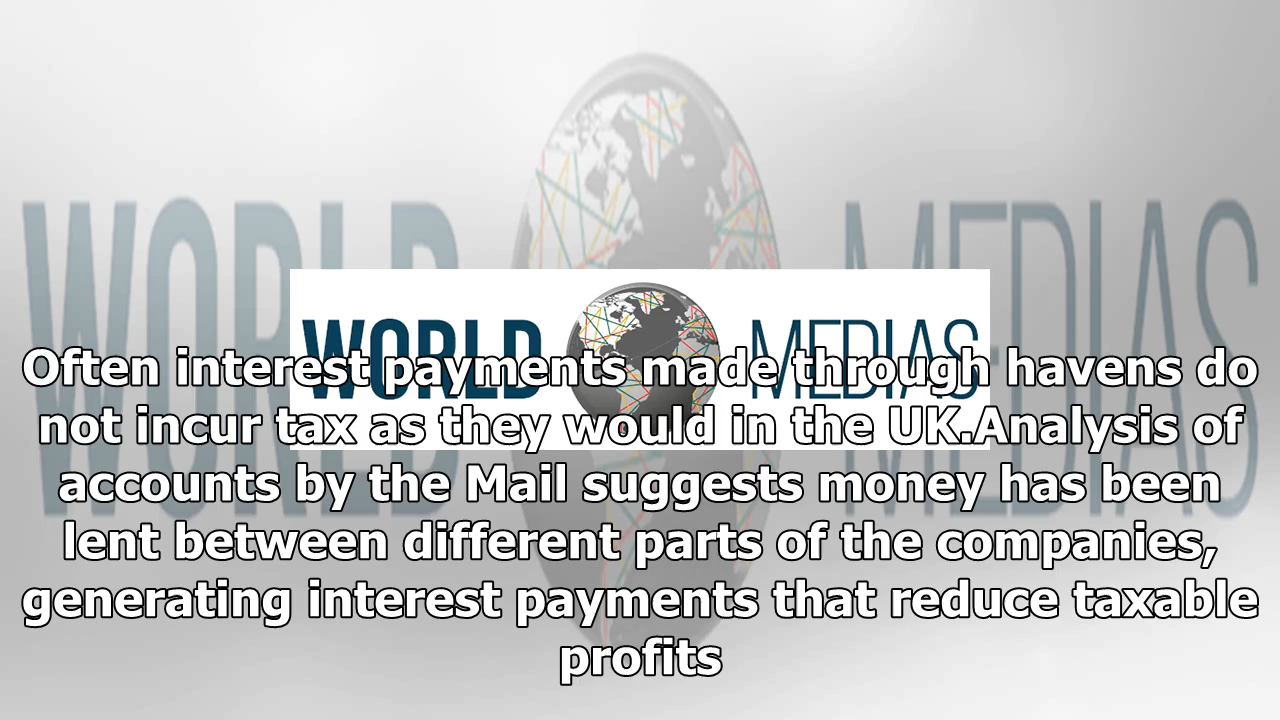 WORLD MEDIAS
WORLD MEDIAS
Often interest payments made through havens do
not incur tax as they would in the UK.Analysis of
accounts by the Mail suggests money has been
lent between different parts of the companies,
generating interest payments that reduce taxable
profits